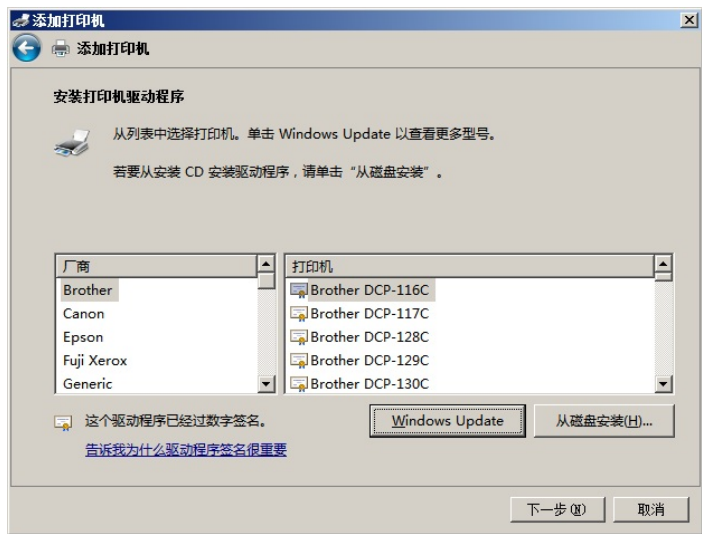 添加打印机
添加打印机
安装打印机驱动程序
从列表中选择打印机。单击 Windows Update 以查看更多型号。
若要从安装 CD 安装驱动程序，请单击“从磁盘安装”。
厂商
打印机
Brother
Brother DCP-116C
Canon
Brother DCP-117C
Epson
Brother DCP-128C
Fuji Xerox
Brother DCP-129C
Generic
Brother DCP-130C
这个驱动程序已经过数字签名。
Windows Update
从磁盘安装(H)...
告诉我为什么驱动程序签名很重要
下一步(N)
取消